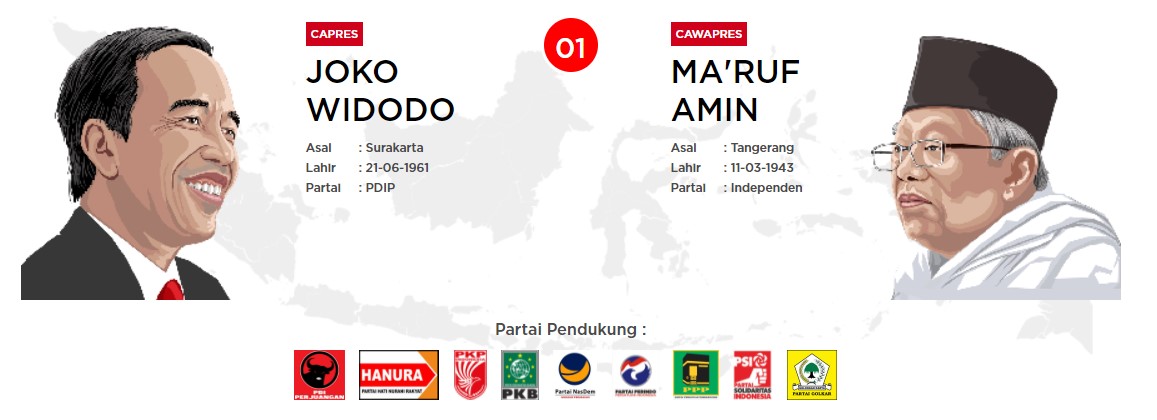 CAPRES
JOKO
WIDODO
Asal : Surakarta
Lahir : 21-06-1961
Partai : PDIP
01
CAWAPRES
MA'RUF
AMIN
Asal : Tangerang
Lahir : 11-03-1943
Partai : Independen
Partai Pendukung :
PDI
PERJUANGAN
HANURA
PARTAI HATI NURANI RAKYAT
PKP
PKB
Partai NasDem
PARTAI PERINDO
PPP
PSI
PARTAI
SOLIDARITAS
INDONESIA
PARTAI GOLKAR